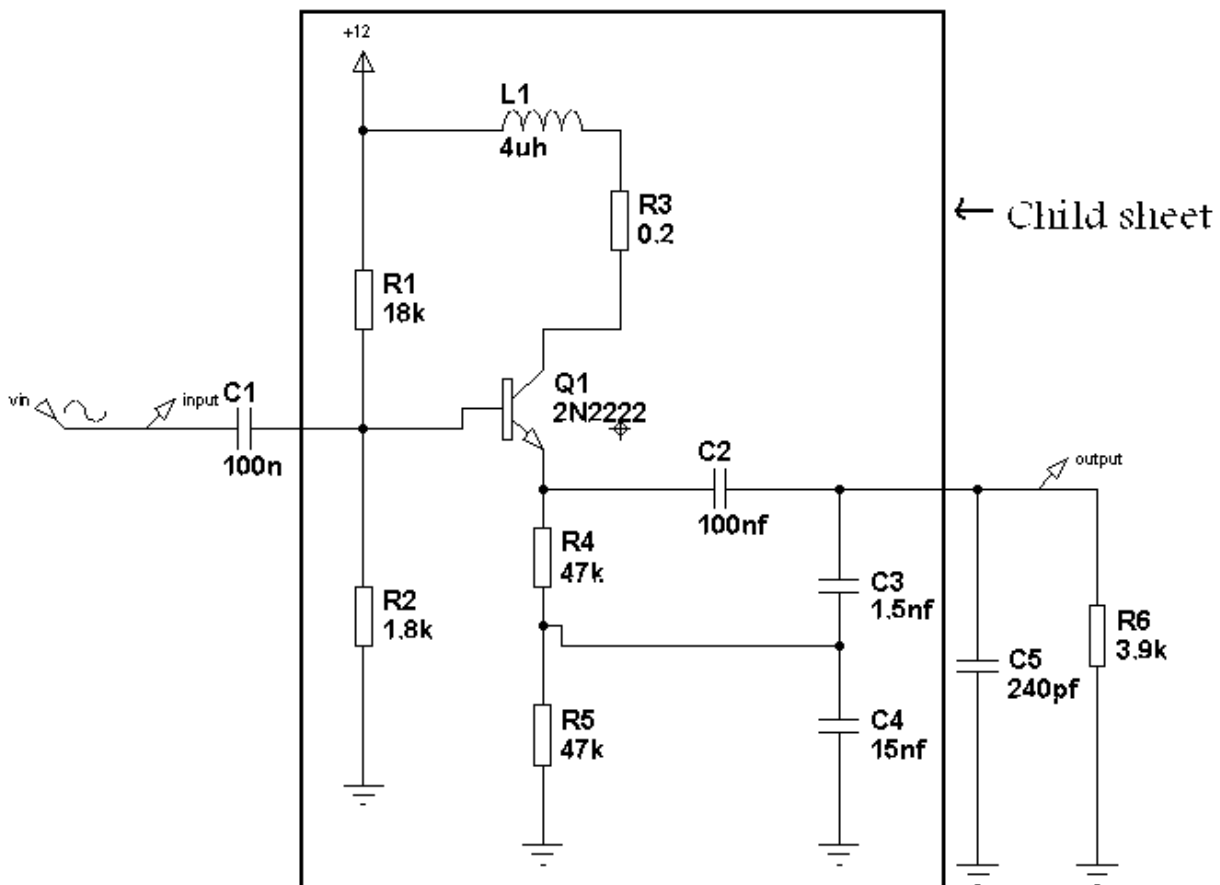 +12
L1
4uh
R3
0.2
← Child sheet
R1
18k
vin
input
C1
100n
Q1
2N2222
C2
100nf
output
R4
47k
C3
1.5nf
R2
1.8k
R6
3.9k
C5
240pf
R5
47k
C4
15nf